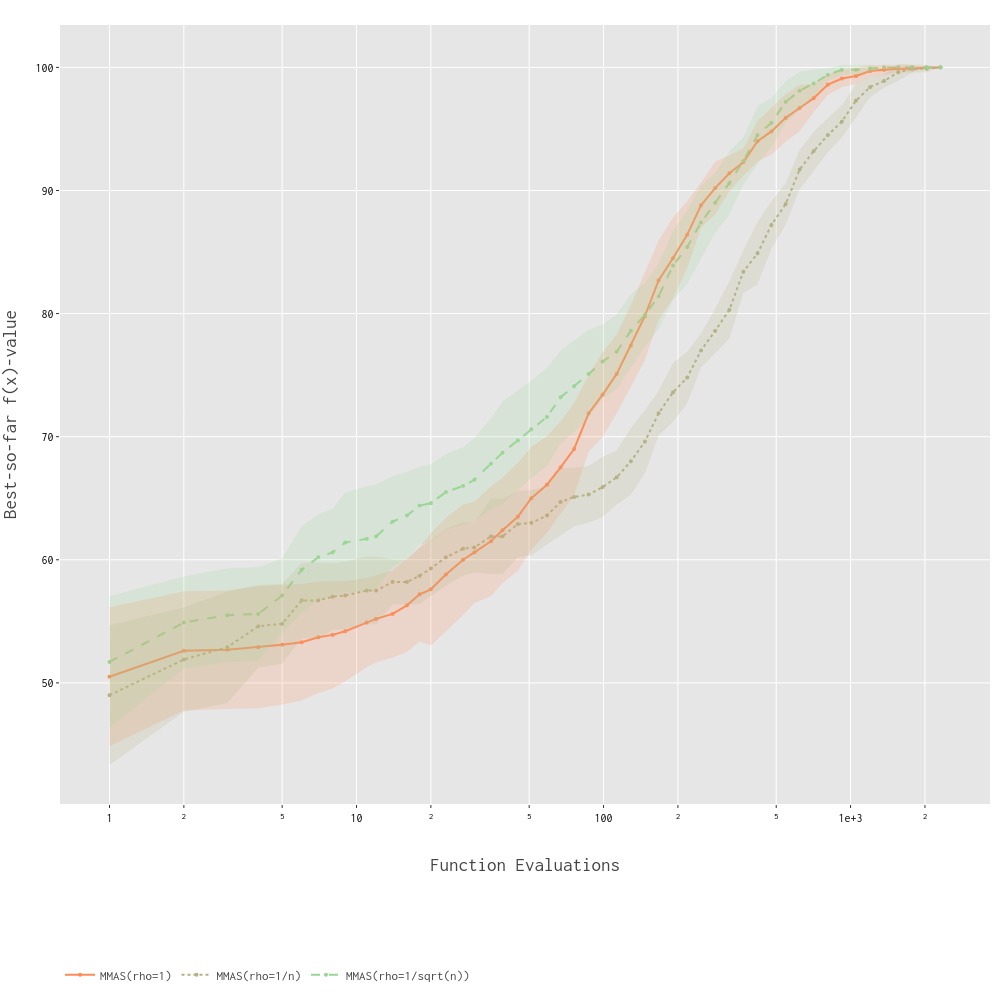 Best-so-far f(x)-value
100
90
80
70
60
50
1 2 5 10 2 5 100 2 5 1e+3 2
Function Evaluations
MMAS(rho=1) MMAS(rho=1/n) MMAS(rho=1/sqrt(n))